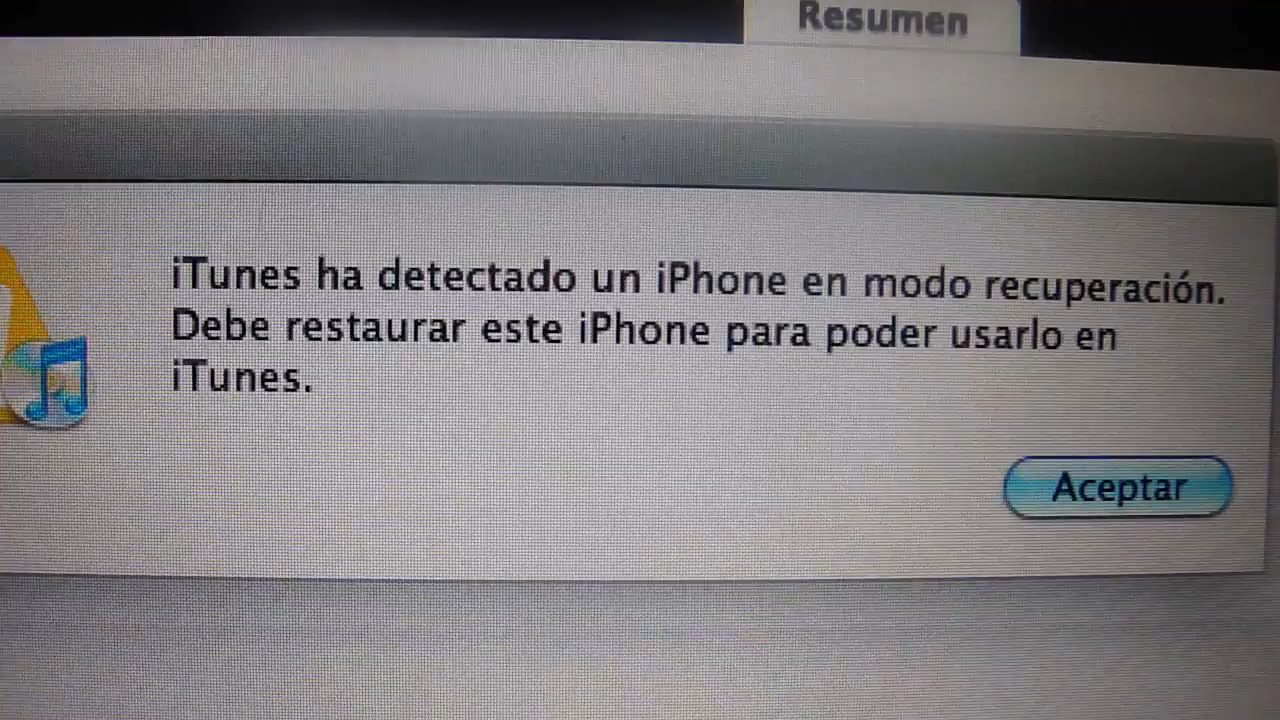 Resumen
iTunes ha detectado un iPhone en modo recuperación.
Debe restaurar este iPhone para poder usarlo en
iTunes.
Aceptar